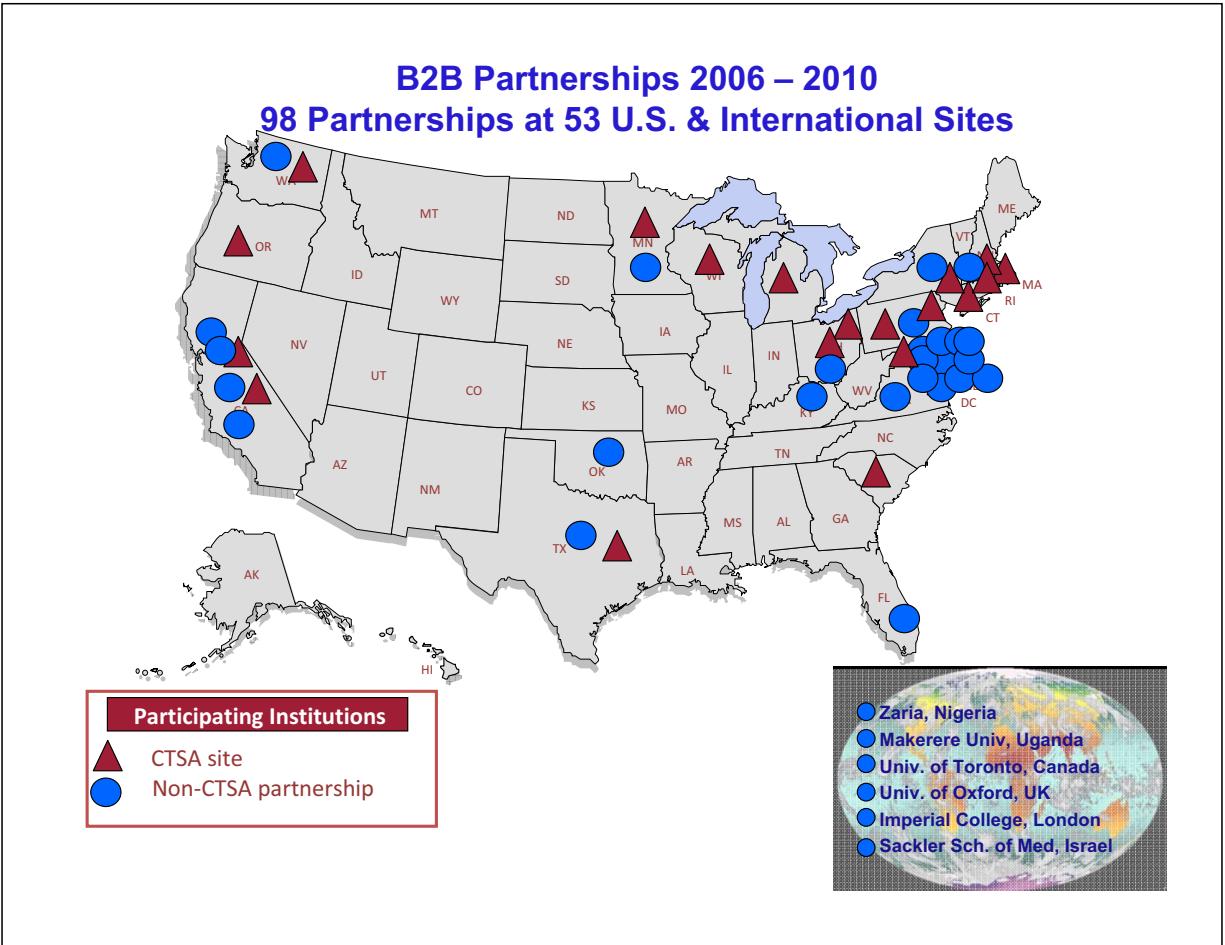 B2B Partnerships 2006 – 2010
98 Partnerships at 53 U.S. & International Sites
WA
MT
ND
MN
ME
VT
OR
ID
SD
WI
MA
RI
WY
CT
NV
IA
NE
IL
IN
UT
CO
WV
CA
KS
MO
KY
DC
NC
AZ
OK
AR
TN
NM
MS
AL
GA
TX
LA
AK
FL
HI
Participating Institutions
CTSA site
Non-CTSA partnership
Zaria, Nigeria
Makerere Univ, Uganda
Univ. of Toronto, Canada
Univ. of Oxford, UK
Imperial College, London
Sackler Sch. of Med, Israel